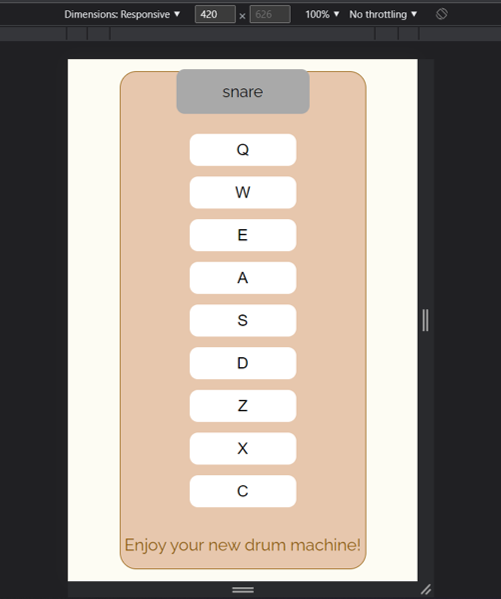 Dimensions: Responsive ▼ 420 × 626 100% ▼ No throttling ▼
snare
Q
W
E
A
S
D
Z
X
C
Enjoy your new drum machine!